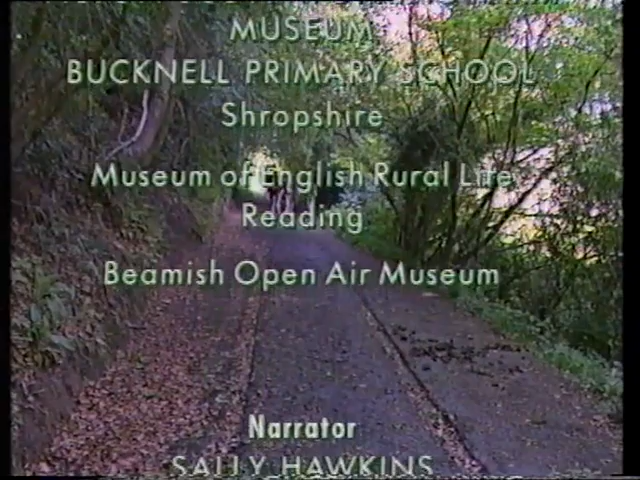 MUSEUM
BUCKNELL PRIMARY SCHOOL
Shropshire
Museum of English Rural Life
Reading
Beamish Open Air Museum
Narrator
SALLY HAWKINS